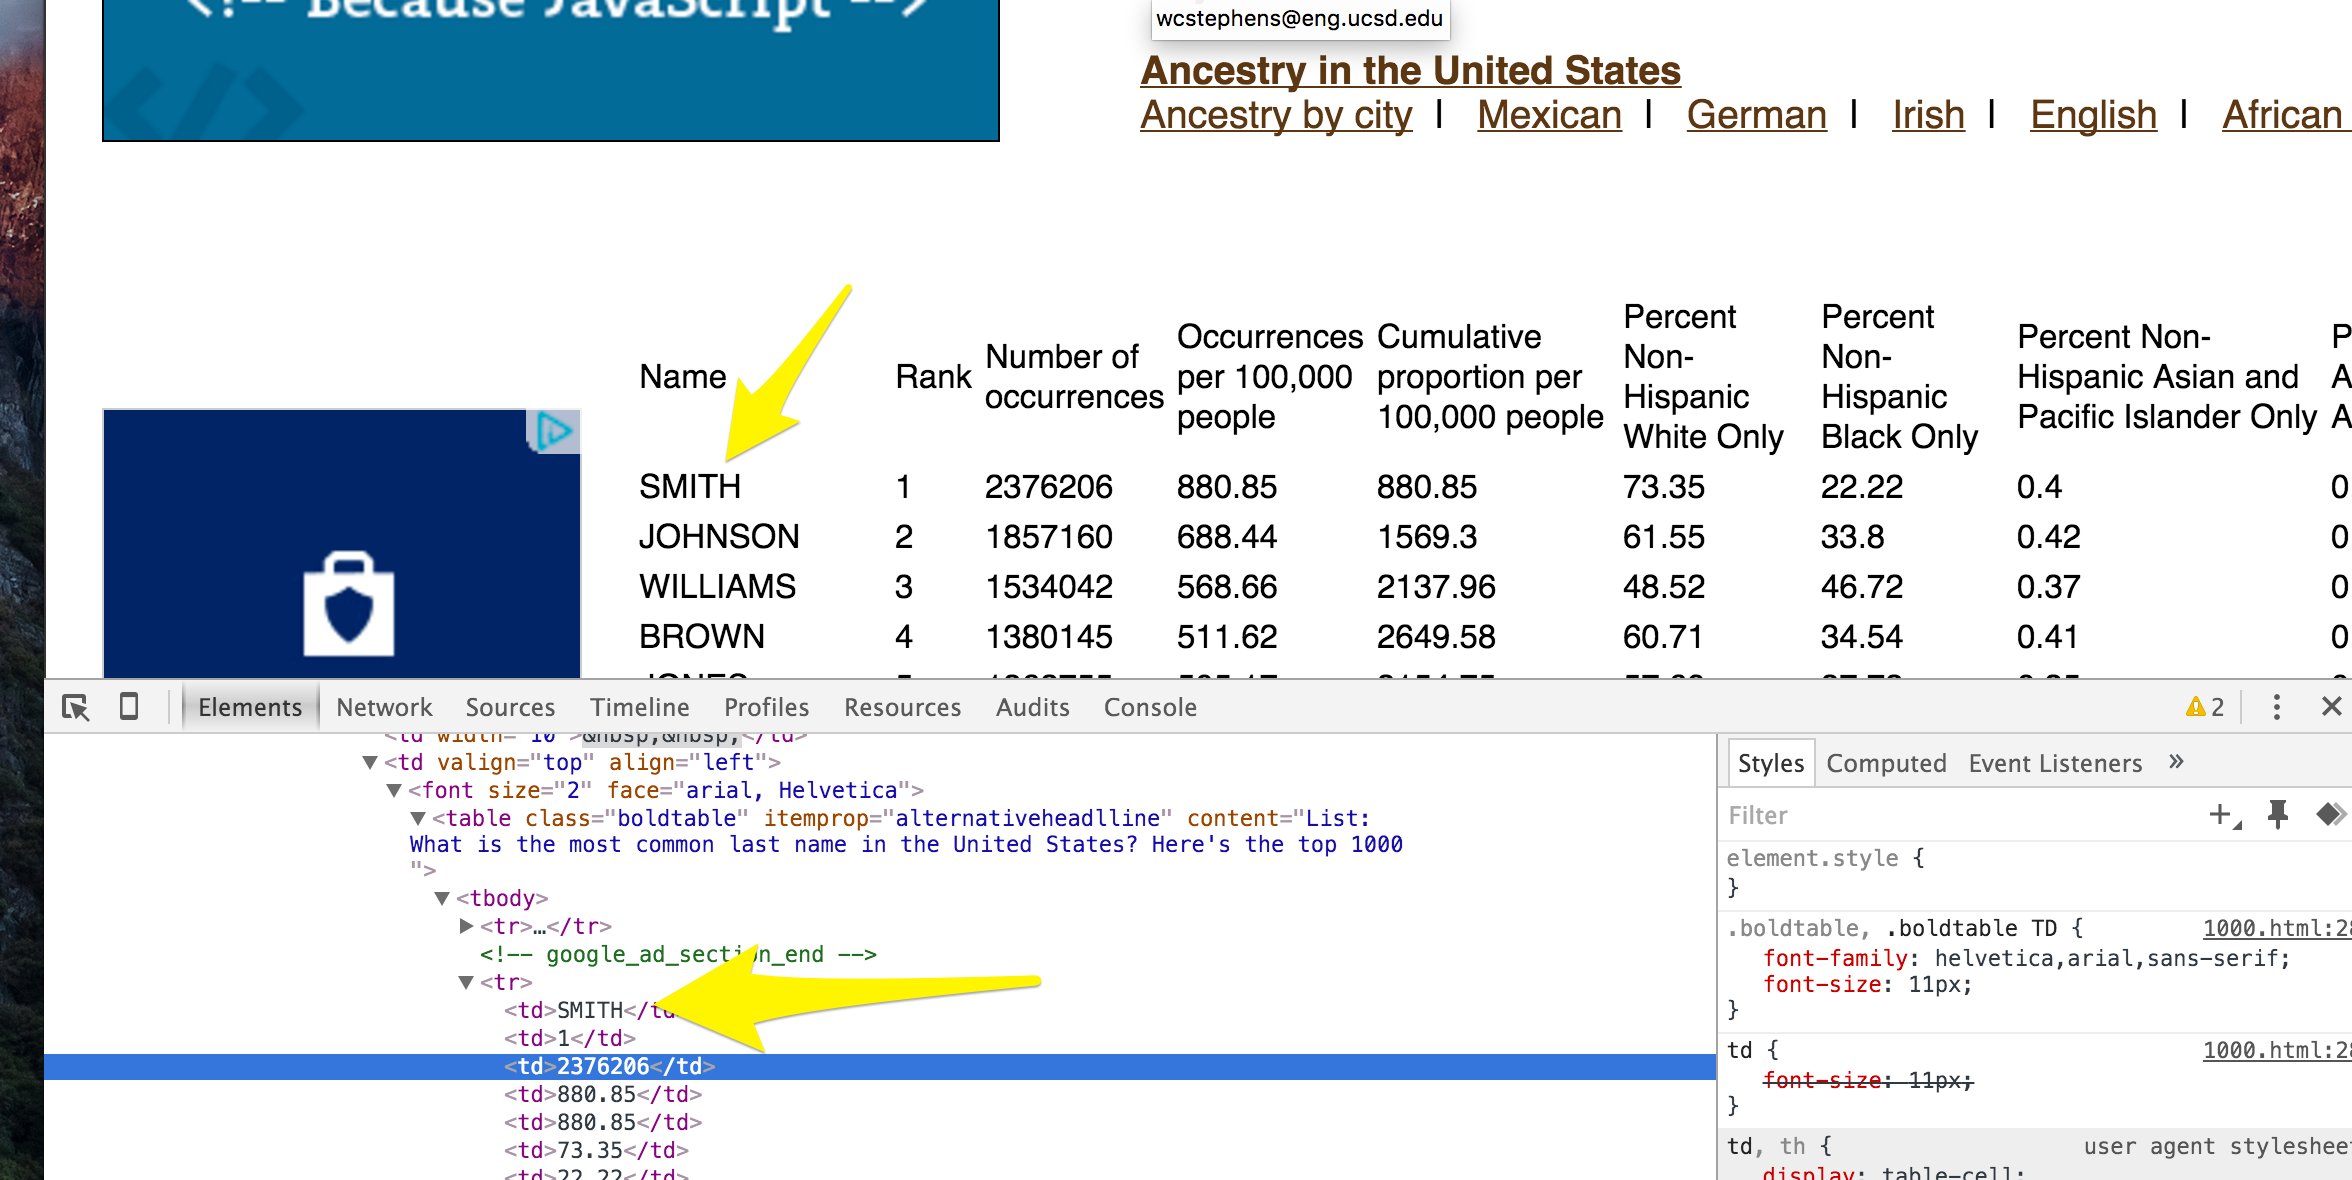 <!-- Because JavaScript -->
wcstephens@eng.ucsd.edu
Ancestry in the United States
Ancestry by city | Mexican | German | Irish | English | African
Name Rank Number of occurrences Occurrences per 100,000 people Cumulative proportion per 100,000 people Percent Non-Hispanic White Only Percent Non-Hispanic Black Only Percent Non-Hispanic Asian and Pacific Islander Only
SMITH 1 2376206 880.85 880.85 73.35 22.22 0.4 0
JOHNSON 2 1857160 688.44 1569.3 61.55 33.8 0.42 0
WILLIAMS 3 1534042 568.66 2137.96 48.52 46.72 0.37 0
BROWN 4 1380145 511.62 2649.58 60.71 34.54 0.41 0
Elements Network Sources Timeline Profiles Resources Audits Console 2
<td width="10">&nbsp;&nbsp;</td>
<td valign="top" align="left">
<font size="2" face="arial, Helvetica">
<table class="boldtable" itemprop="alternativeheadlline" content="List:
What is the most common last name in the United States? Here's the top 1000
">
<tbody>
<tr>…</tr>
<!-- google_ad_section_end -->
<tr>
<td>SMITH</td
<td>1</td>
<td>2376206</td>
<td>880.85</td>
<td>880.85</td>
<td>73.35</td>
<td>22.22</td>
Styles Computed Event Listeners »
Filter
element.style {
}
.boldtable, .boldtable TD { 1000.html:28
font-family: helvetica,arial,sans-serif;
font-size: 11px;
}
td { 1000.html:28
font-size: 11px;
}
td, th { user agent styleshee
display: table-cell;